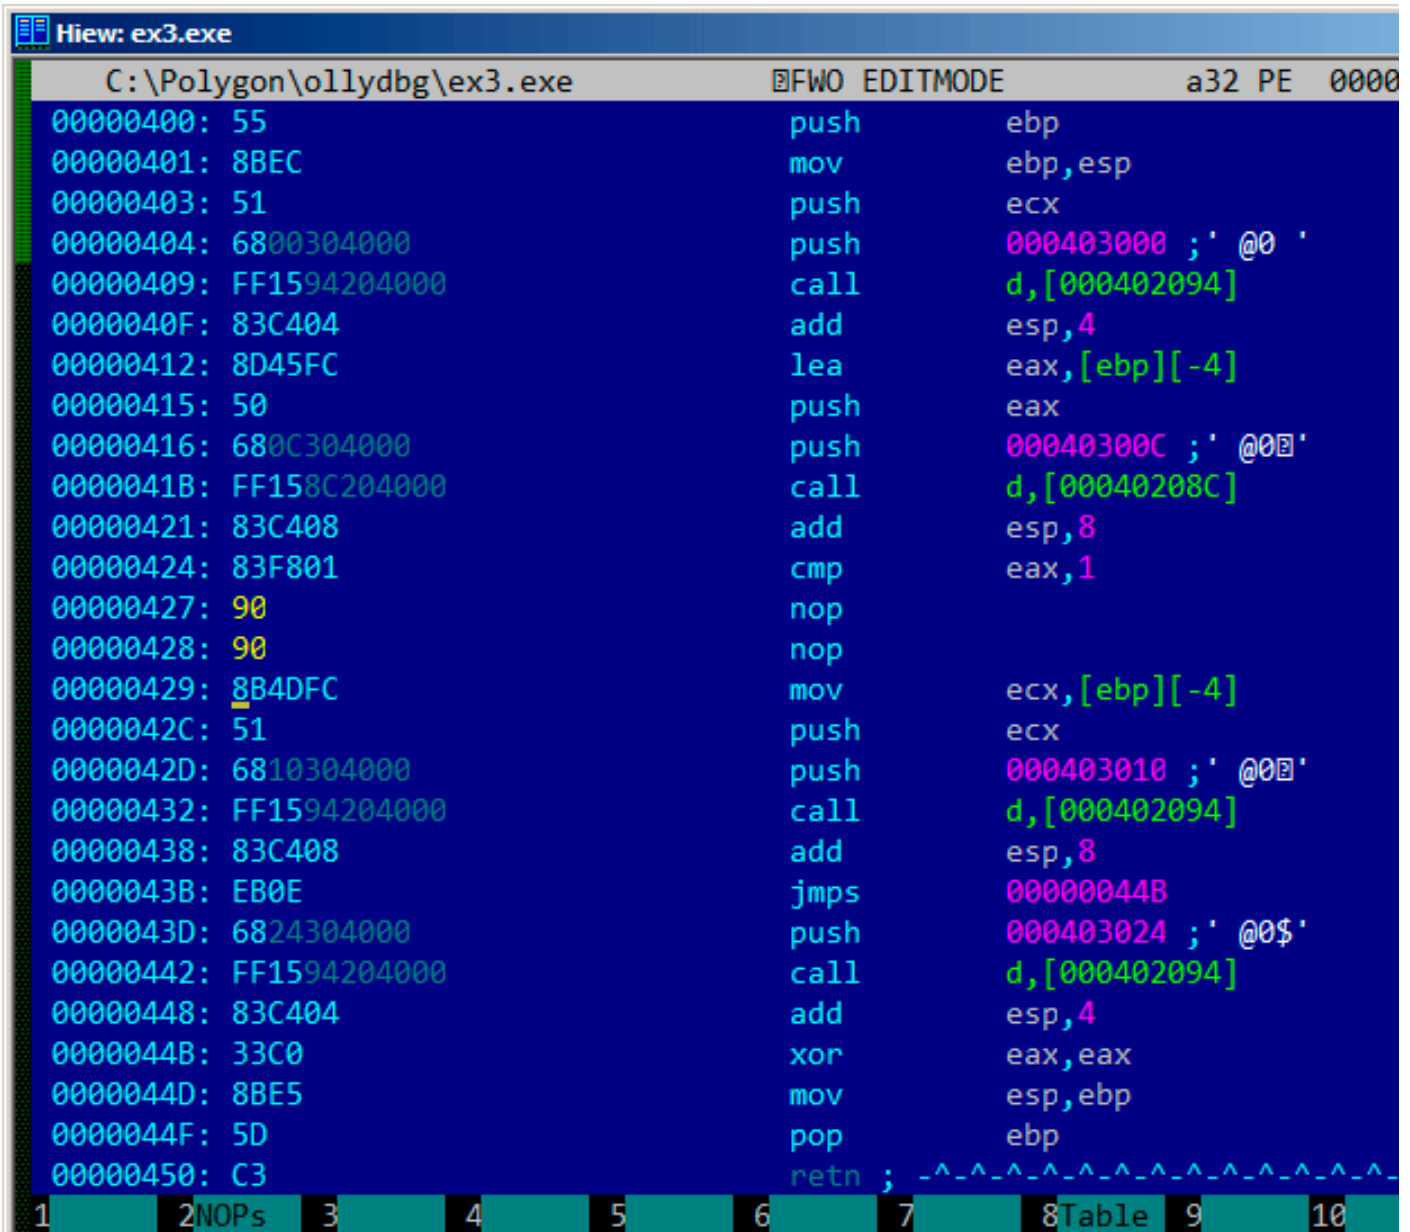 Hiew: ex3.exe
C:\Polygon\ollydbg\ex3.exe FWO EDITMODE a32 PE 0000
00000400: 55 push ebp
00000401: 8BEC mov ebp,esp
00000403: 51 push ecx
00000404: 6800304000 push 000403000 ;' @0 '
00000409: FF1594204000 call d,[000402094]
0000040F: 83C404 add esp,4
00000412: 8D45FC lea eax,[ebp][-4]
00000415: 50 push eax
00000416: 680C304000 push 00040300C ;' @0⍰'
0000041B: FF158C204000 call d,[00040208C]
00000421: 83C408 add esp,8
00000424: 83F801 cmp eax,1
00000427: 90 nop
00000428: 90 nop
00000429: 8B4DFC mov ecx,[ebp][-4]
0000042C: 51 push ecx
0000042D: 6810304000 push 000403010 ;' @0⍰'
00000432: FF1594204000 call d,[000402094]
00000438: 83C408 add esp,8
0000043B: EB0E jmps 00000044B
0000043D: 6824304000 push 000403024 ;' @0$'
00000442: FF1594204000 call d,[000402094]
00000448: 83C404 add esp,4
0000044B: 33C0 xor eax,eax
0000044D: 8BE5 mov esp,ebp
0000044F: 5D pop ebp
00000450: C3 retn ; -^-^-^-^-^-^-^-^-^-^-^-^-^-
1 2NOPs 3 4 5 6 7 8Table 9 10